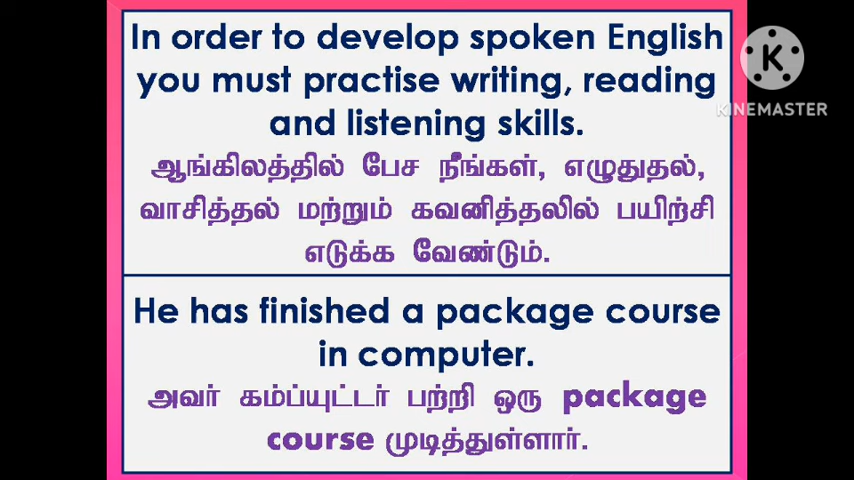 In order to develop spoken English
you must practise writing, reading
and listening skills.
ஆங்கிலத்தில் பேச நீங்கள், எழுதுதல்,
வாசித்தல் மற்றும் கவனித்தலில் பயிற்சி
எடுக்க வேண்டும்.
He has finished a package course
in computer.
அவர் கம்ப்யுட்டர் பற்றி ஒரு package
course முடித்துள்ளார்.
K
KINEMASTER